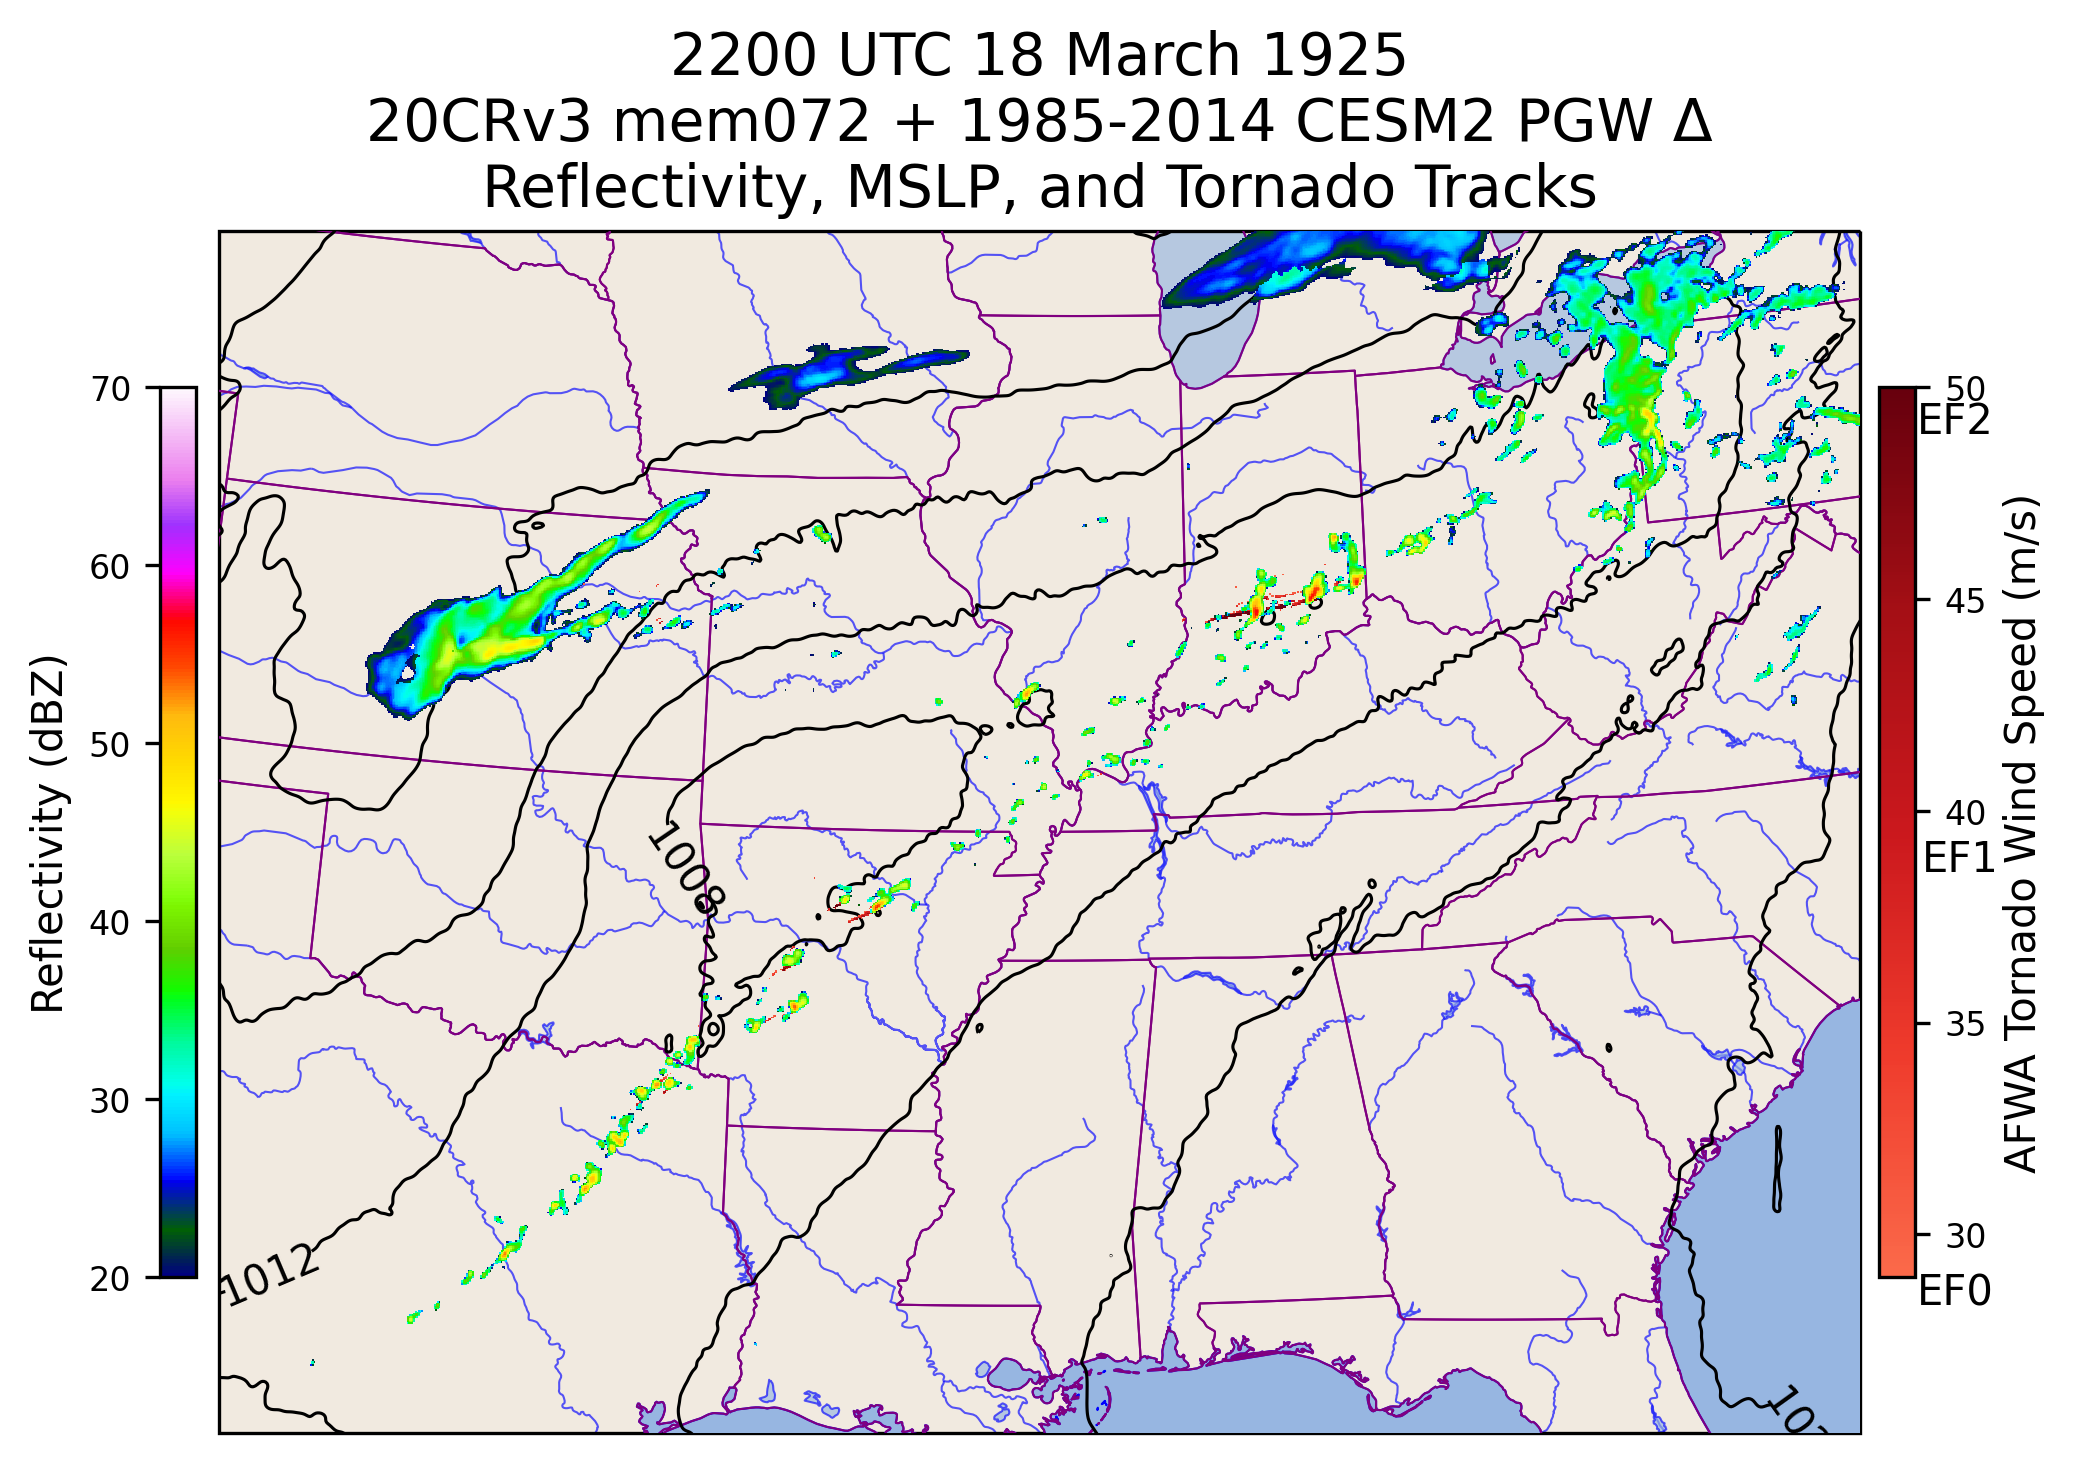 2200 UTC 18 March 1925
20CRv3 mem072 + 1985-2014 CESM2 PGW Δ
Reflectivity, MSLP, and Tornado Tracks
70
60
50
40
30
20
Reflectivity (dBZ)
1008
1012
50
EF2
45
40
EF1
35
30
EF0
AFWA Tornado Wind Speed (m/s)